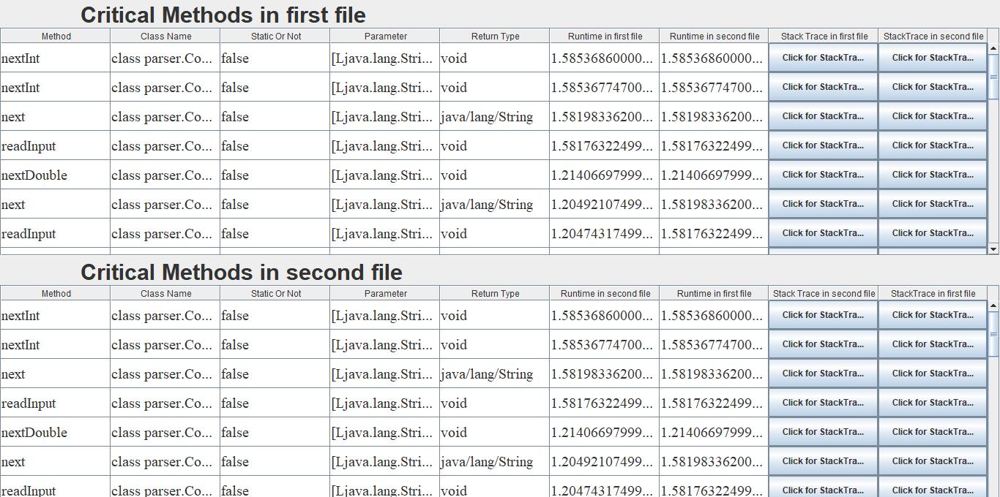 Critical Methods in first file
Method Class Name Static Or Not Parameter Return Type Runtime in first file Runtime in second file Stack Trace in first file StackTrace in second file
nextInt class parser.Co... false [Ljava.lang.Stri... void 1.58536860000... 1.58536860000... Click for StackTra... Click for StackTra...
nextInt class parser.Co... false [Ljava.lang.Stri... void 1.58536774700... 1.58536774700... Click for StackTra... Click for StackTra...
next class parser.Co... false [Ljava.lang.Stri... java/lang/String 1.58198336200... 1.58198336200... Click for StackTra... Click for StackTra...
readInput class parser.Co... false [Ljava.lang.Stri... void 1.58176322499... 1.58176322499... Click for StackTra... Click for StackTra...
nextDouble class parser.Co... false [Ljava.lang.Stri... void 1.21406697999... 1.21406697999... Click for StackTra... Click for StackTra...
next class parser.Co... false [Ljava.lang.Stri... java/lang/String 1.20492107499... 1.58198336200... Click for StackTra... Click for StackTra...
readInput class parser.Co... false [Ljava.lang.Stri... void 1.20474317499... 1.58176322499... Click for StackTra... Click for StackTra...
Critical Methods in second file
Method Class Name Static Or Not Parameter Return Type Runtime in second file Runtime in first file Stack Trace in second file StackTrace in first file
nextInt class parser.Co... false [Ljava.lang.Stri... void 1.58536860000... 1.58536860000... Click for StackTra... Click for StackTra...
nextInt class parser.Co... false [Ljava.lang.Stri... void 1.58536774700... 1.58536774700... Click for StackTra... Click for StackTra...
next class parser.Co... false [Ljava.lang.Stri... java/lang/String 1.58198336200... 1.58198336200... Click for StackTra... Click for StackTra...
readInput class parser.Co... false [Ljava.lang.Stri... void 1.58176322499... 1.58176322499... Click for StackTra... Click for StackTra...
nextDouble class parser.Co... false [Ljava.lang.Stri... void 1.21406697999... 1.21406697999... Click for StackTra... Click for StackTra...
next class parser.Co... false [Ljava.lang.Stri... java/lang/String 1.20492107499... 1.58198336200... Click for StackTra... Click for StackTra...
readInput class parser.Co... false [Ljava.lang.Stri... void 1.20474317499... 1.58176322499... Click for StackTra... Click for StackTra...